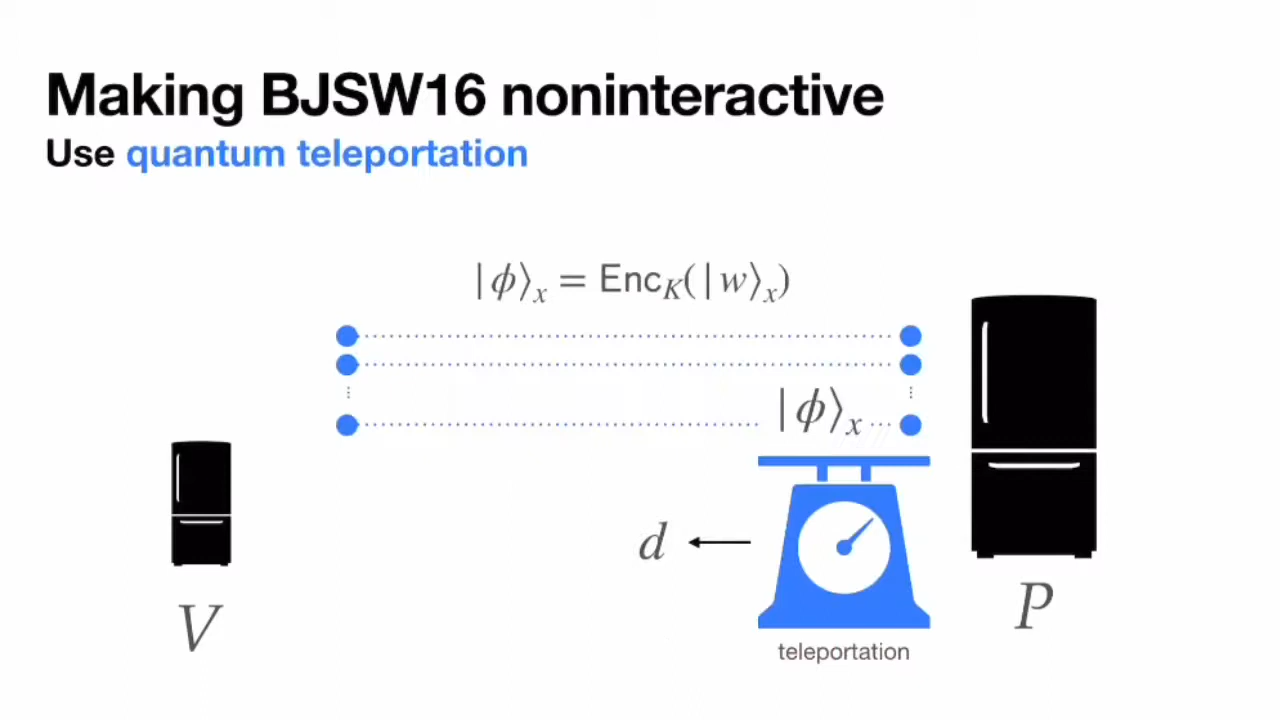 Making BJSW16 noninteractive
Use quantum teleportation
|ϕ⟩ₓ = Enc_K(|w⟩ₓ)
|ϕ⟩ₓ
d
V
P
teleportation